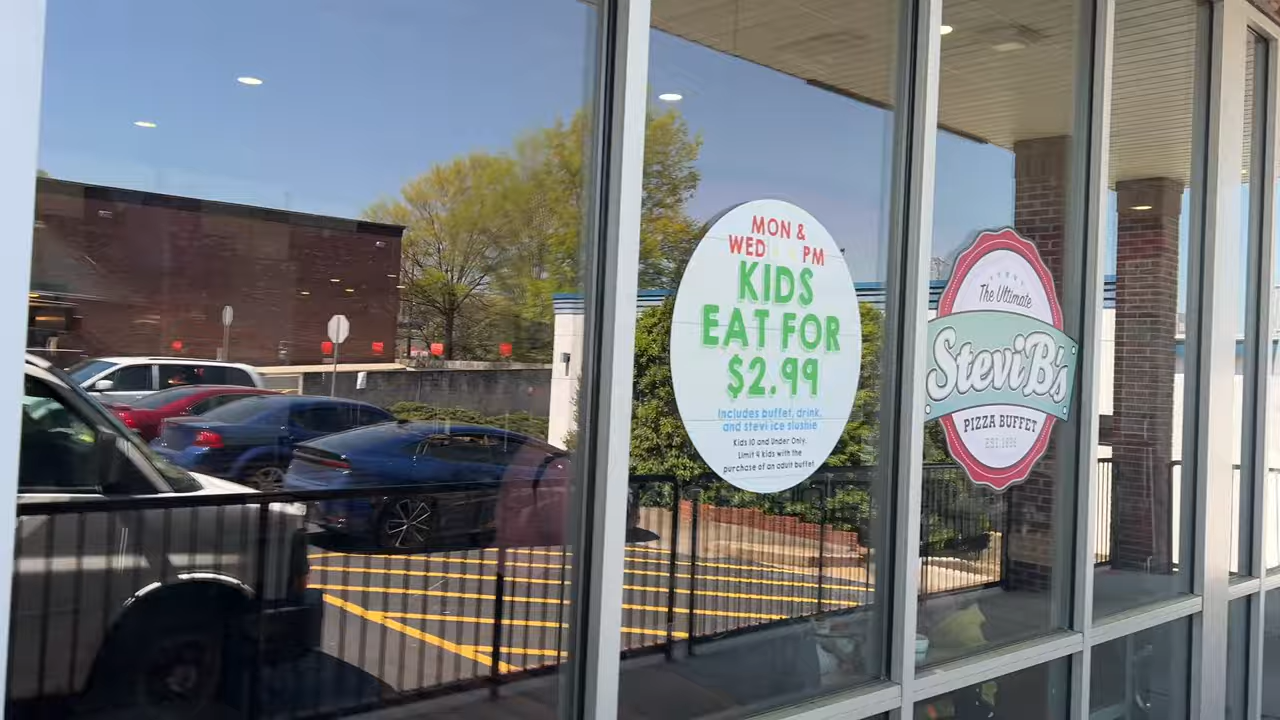 MON &
WED PM
KIDS
EAT FOR
$2.99
Includes buffet, drink,
and stevi ice slushie
Kids 10 and Under Only.
Limit 4 kids with the
purchase of an adult buffet
The Ultimate
Stevi B's
PIZZA BUFFET